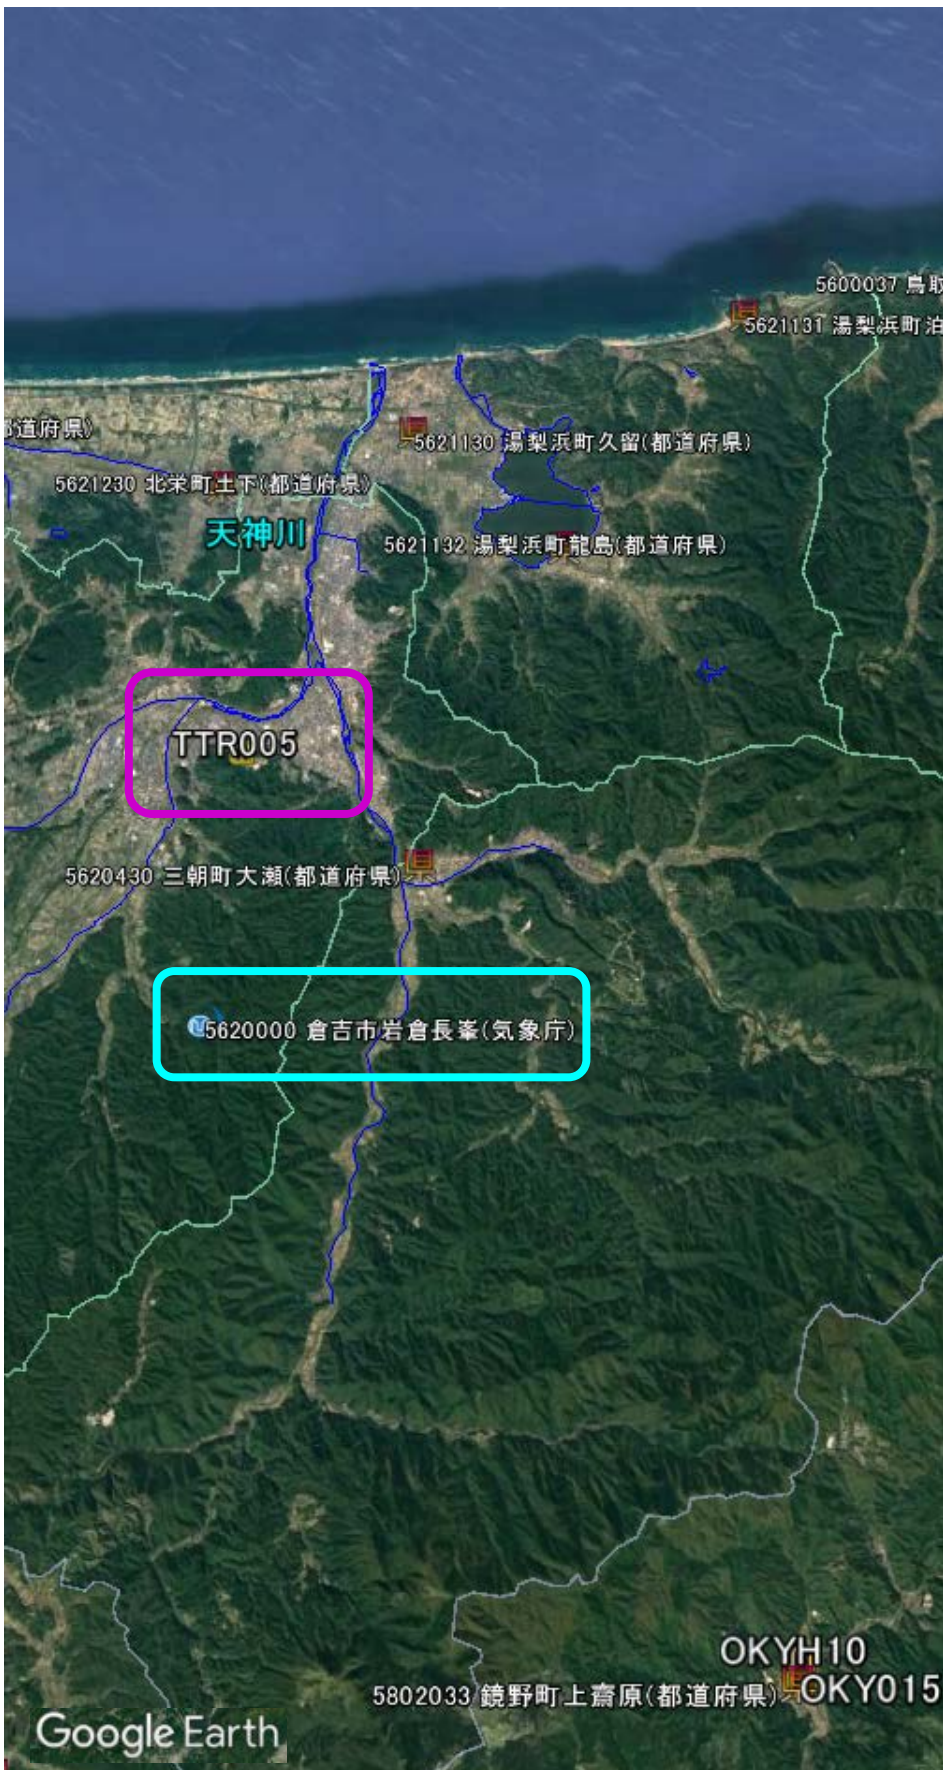 5600037 鳥取
5621131 湯梨浜町泊
都道府県)
5621130 湯梨浜町久留(都道府県)
5621230 北栄町土下(都道府県)
天神川
5621132 湯梨浜町龍島(都道府県)
TTR005
5620430 三朝町大瀬(都道府県)
5620000 倉吉市岩倉長峯(気象庁)
OKYH10
5802033 鏡野町上齋原(都道府県)
OKY015
Google Earth